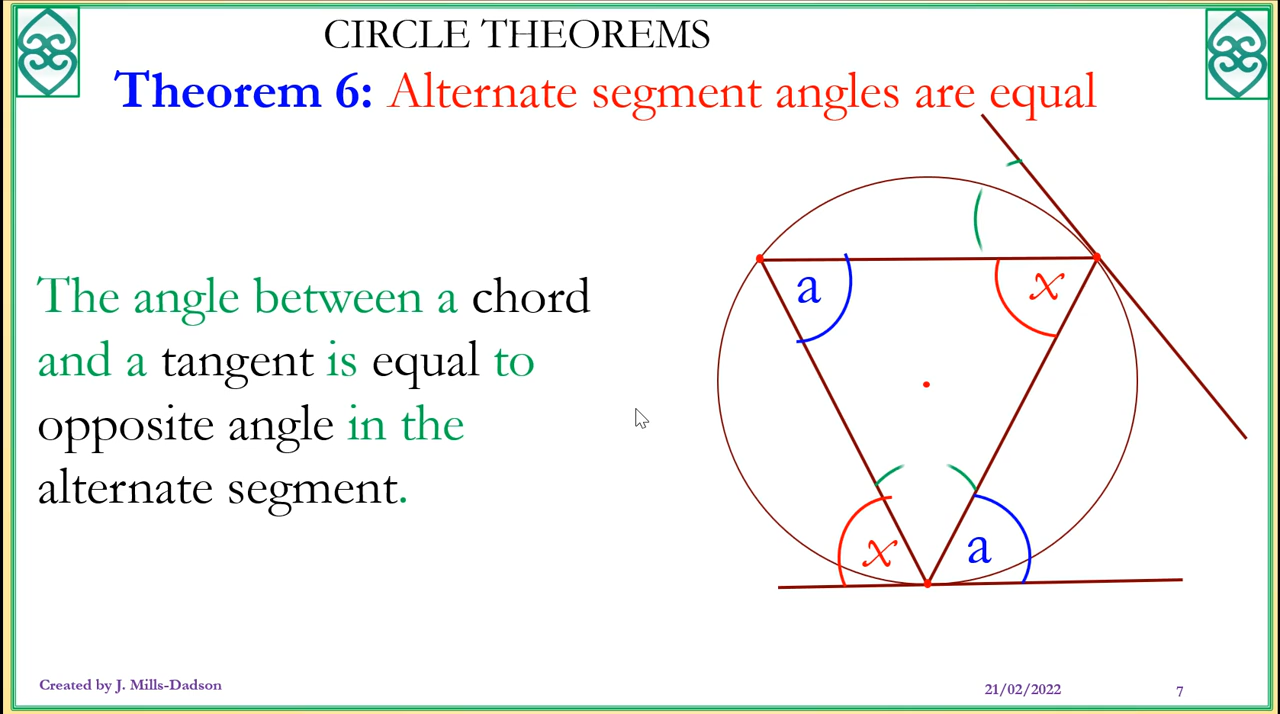 CIRCLE THEOREMS
Theorem 6: Alternate segment angles are equal
The angle between a chord
and a tangent is equal to
opposite angle in the
alternate segment.
a
x
x
a
Created by J. Mills-Dadson
21/02/2022
7